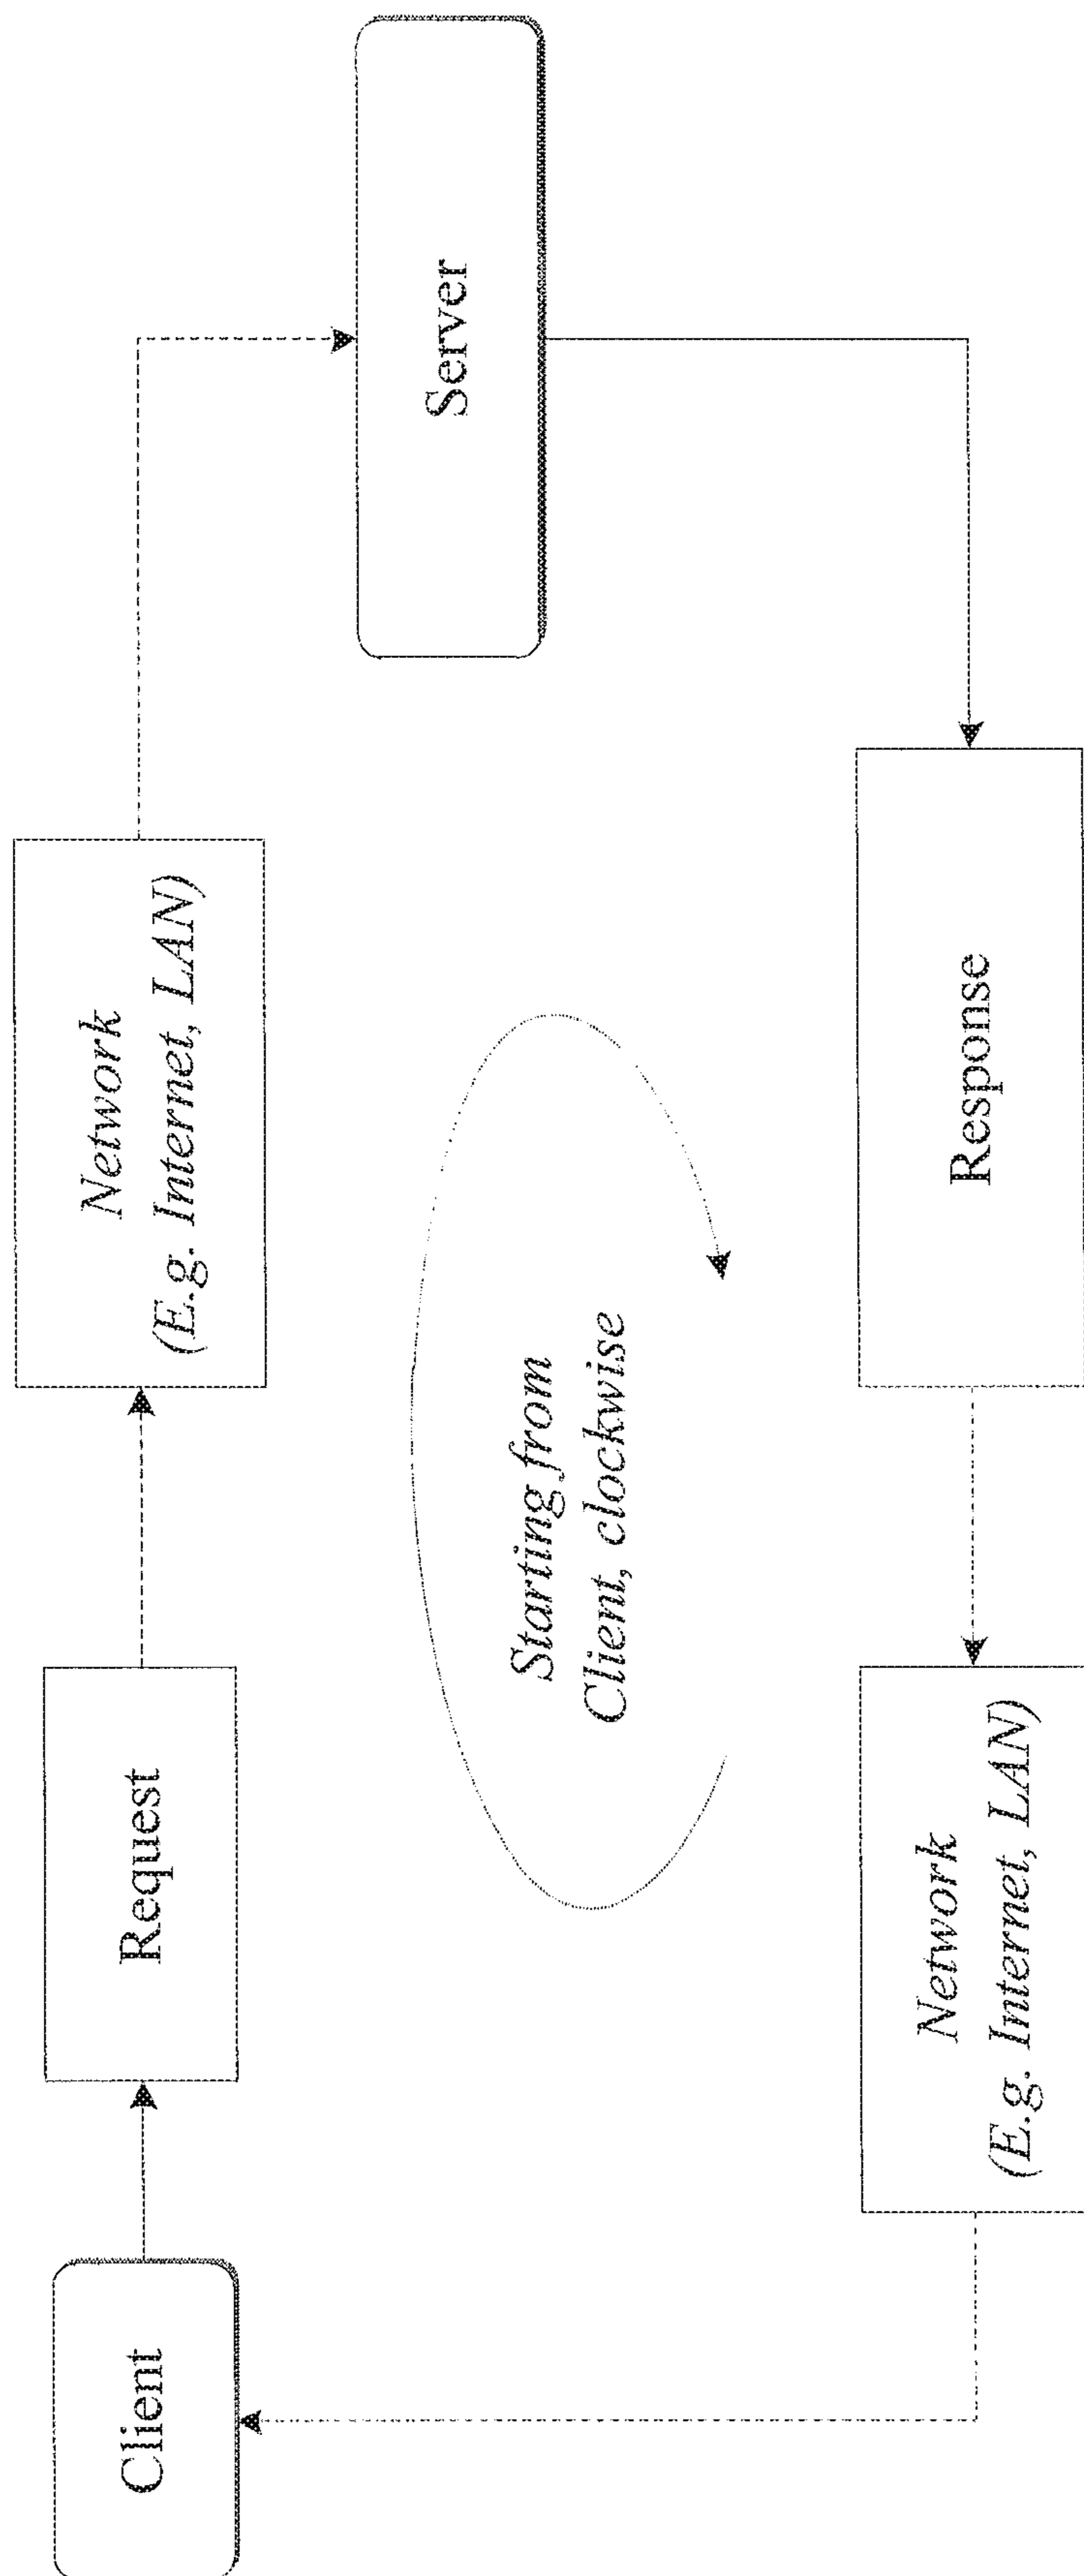 Client
Request
Network
(E.g. Internet, LAN)
Server
Starting from
Client, clockwise
Response
Network
(E.g. Internet, LAN)